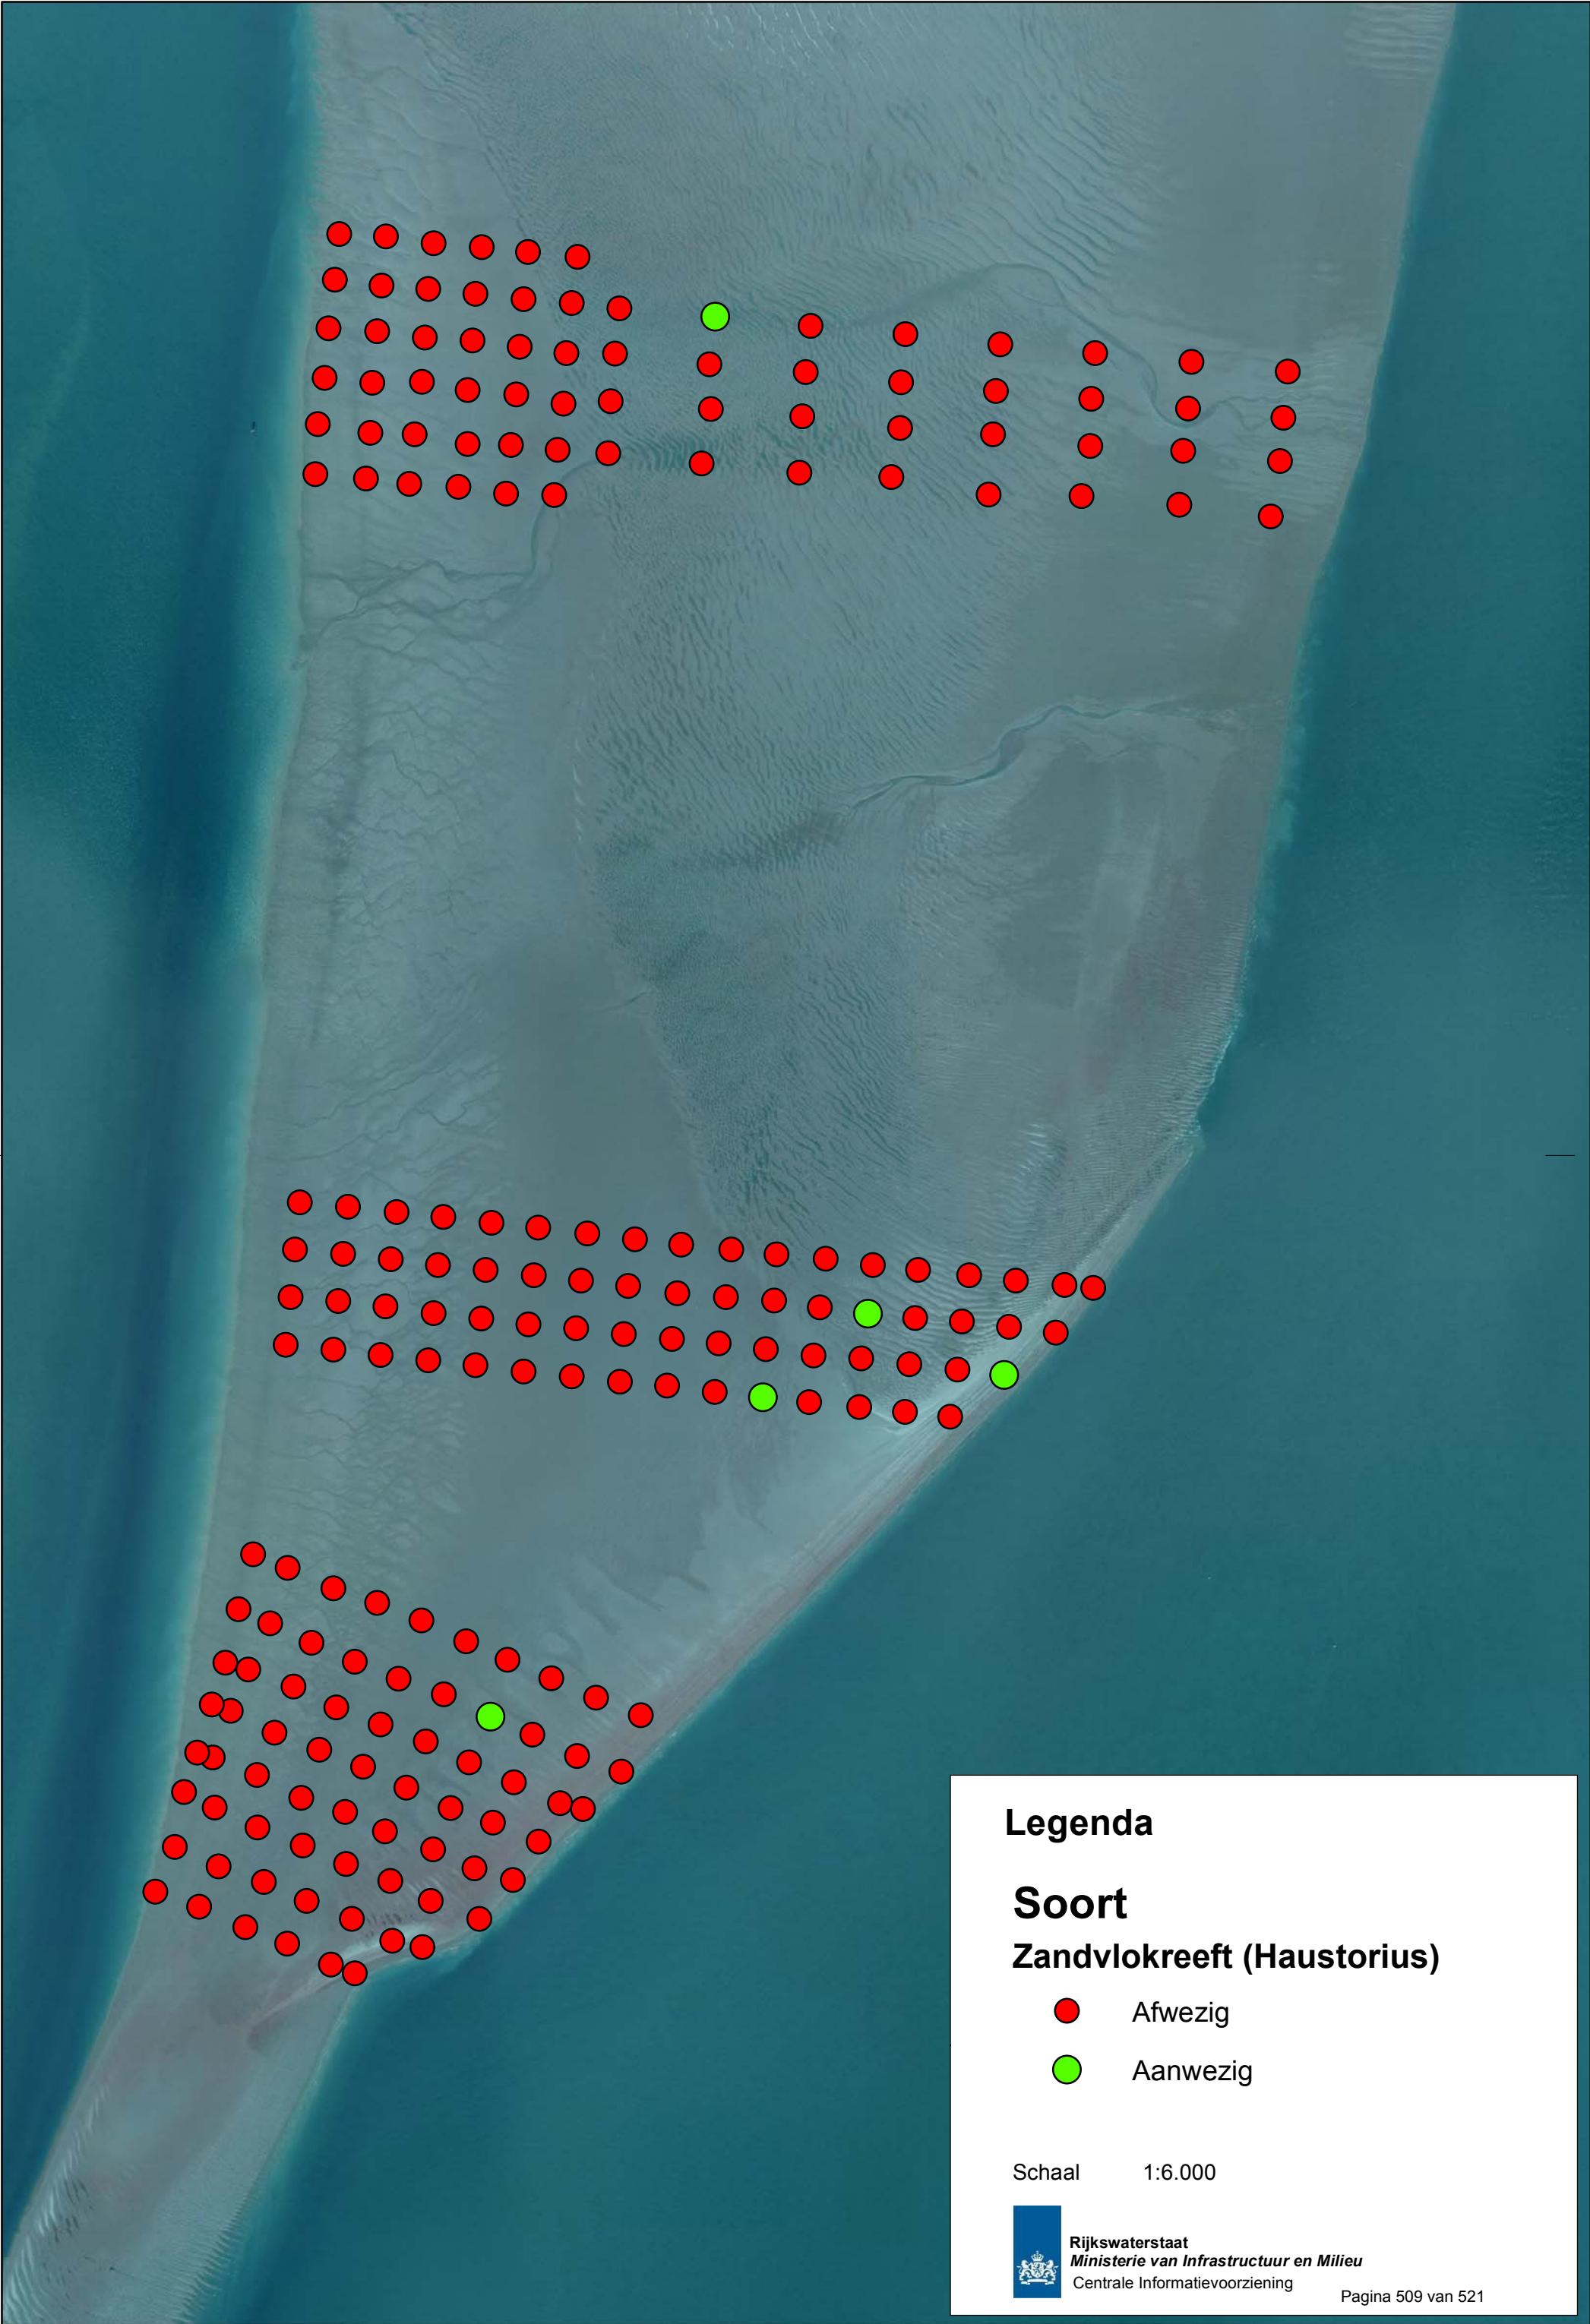 Legenda
Soort
Zandvlokreeft (Haustorius)
Afwezig
Aanwezig
Schaal 1:6.000
Rijkswaterstaat
Ministerie van Infrastructuur en Milieu
Centrale Informatievoorziening
Pagina 509 van 521